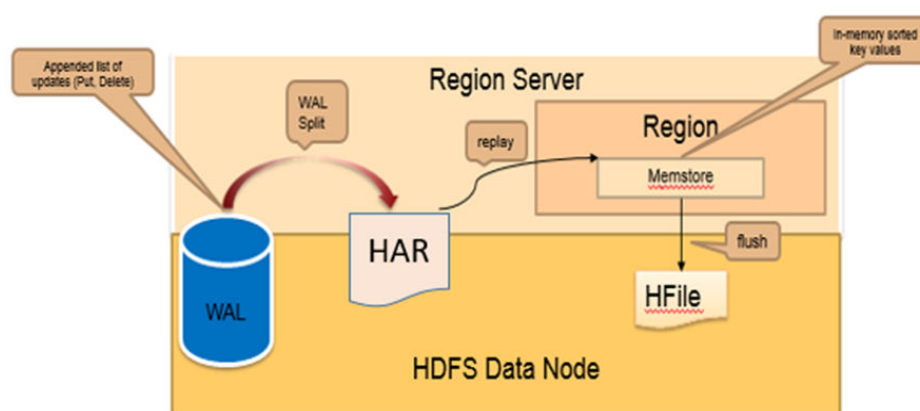 Appended list of
updates (Put, Delete)
In-memory sorted
key values
Region Server
WAL
Split
Region
replay
Memstore
HAR
flush
WAL
HFile
HDFS Data Node